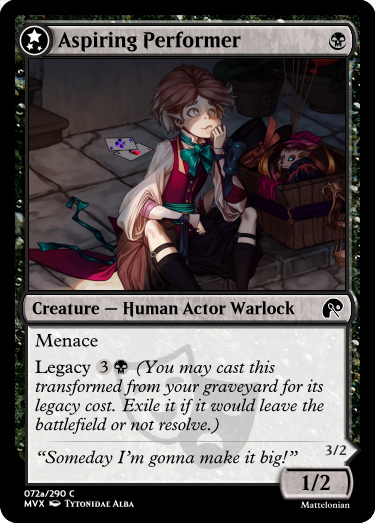 Aspiring Performer
Creature — Human Actor Warlock
Menace
Legacy 3 (You may cast this
transformed from your graveyard for its
legacy cost. Exile it if it would leave the
battlefield or not resolve.)
“Someday I’m gonna make it big!”
3/2
1/2
072a/290 C
MVX Tytonidae Alba
Mattelonian